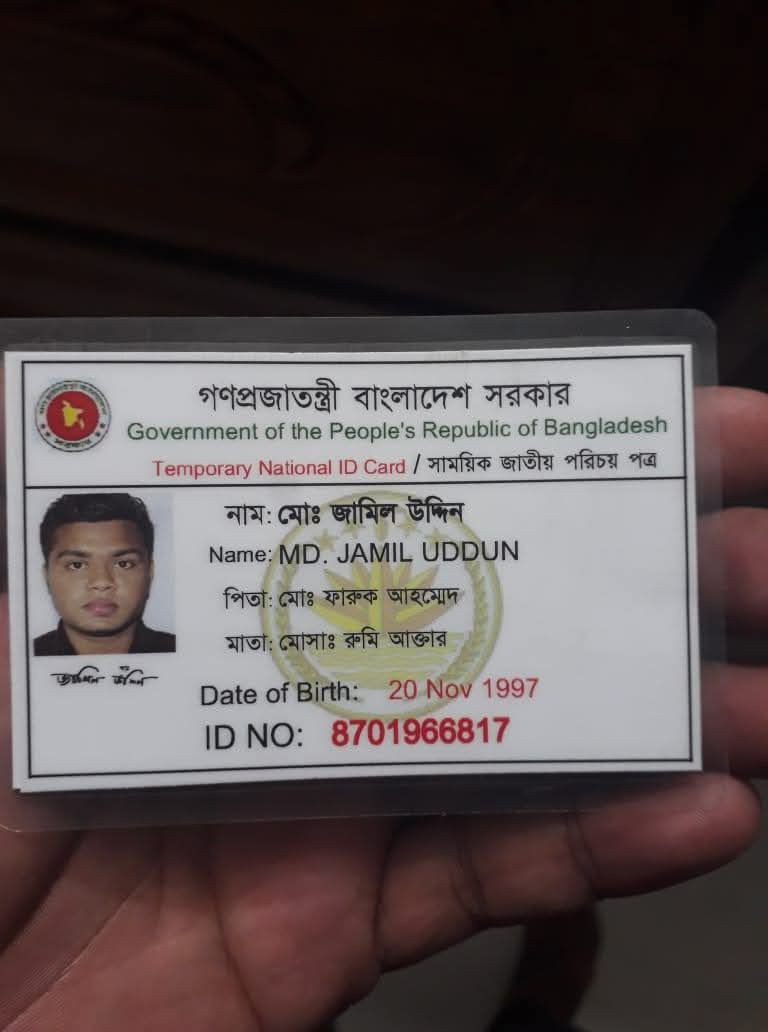 গণপ্রজাতন্ত্রী বাংলাদেশ সরকার
Government of the People's Republic of Bangladesh
Temporary National ID Card / সাময়িক জাতীয় পরিচয় পত্র
নাম: মোঃ জামিল উদ্দিন
Name: MD. JAMIL UDDUN
পিতা: মোঃ ফারুক আহম্মেদ
মাতা: মোসাঃ রুমি আক্তার
Date of Birth: 20 Nov 1997
ID NO: 8701966817